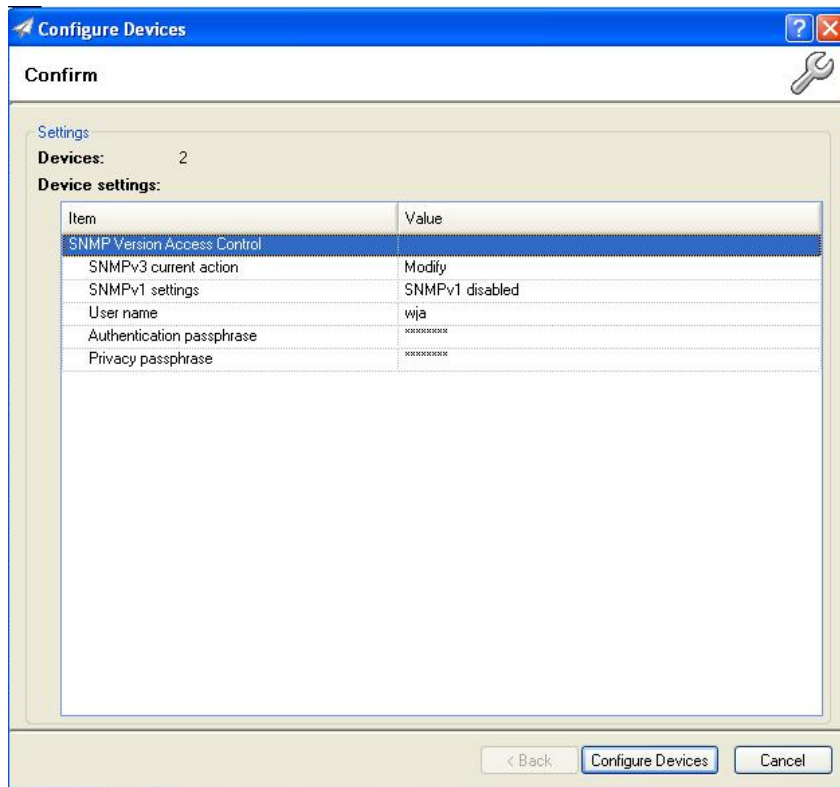 Configure Devices
Confirm
Settings
Devices: 2
Device settings:
Item Value
SNMP Version Access Control
SNMPv3 current action Modify
SNMPv1 settings SNMPv1 disabled
User name wja
Authentication passphrase ********
Privacy passphrase ********
< Back Configure Devices Cancel